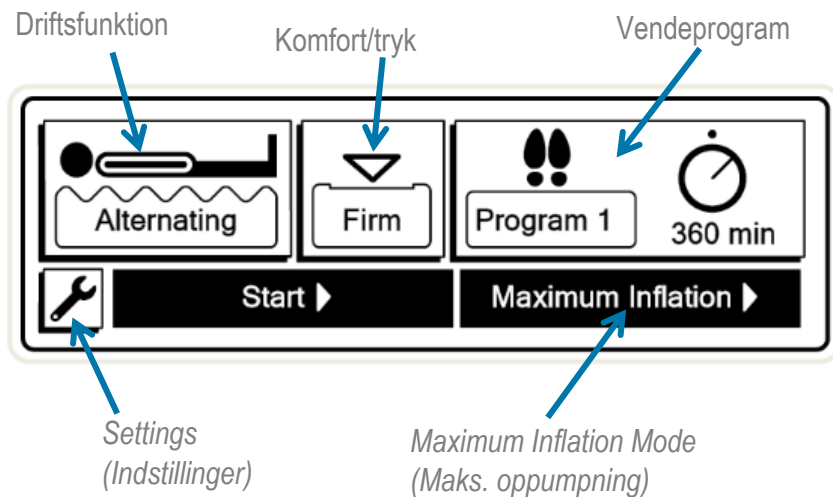 Driftsfunktion
Komfort/tryk
Vendeprogram
Alternating
Firm
Program 1
360 min
Start
Maximum Inflation
Settings
(Indstillinger)
Maximum Inflation Mode
(Maks. oppumpning)